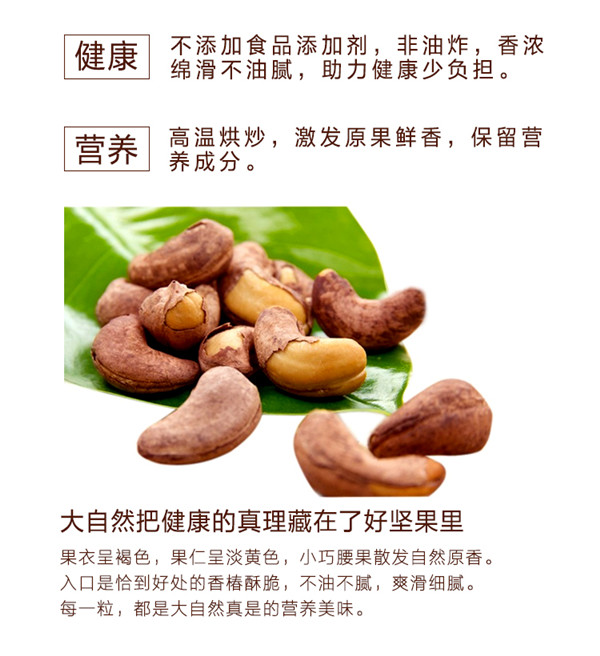 健康
不添加食品添加剂，非油炸，香浓
绵滑不油腻，助力健康少负担。
营养
高温烘炒，激发原果鲜香，保留营
养成分。
大自然把健康的真理藏在了好坚果里
果衣呈褐色，果仁呈淡黄色，小巧腰果散发自然原香。
入口是恰到好处的香椿酥脆，不油不腻，爽滑细腻。
每一粒，都是大自然真是的营养美味。